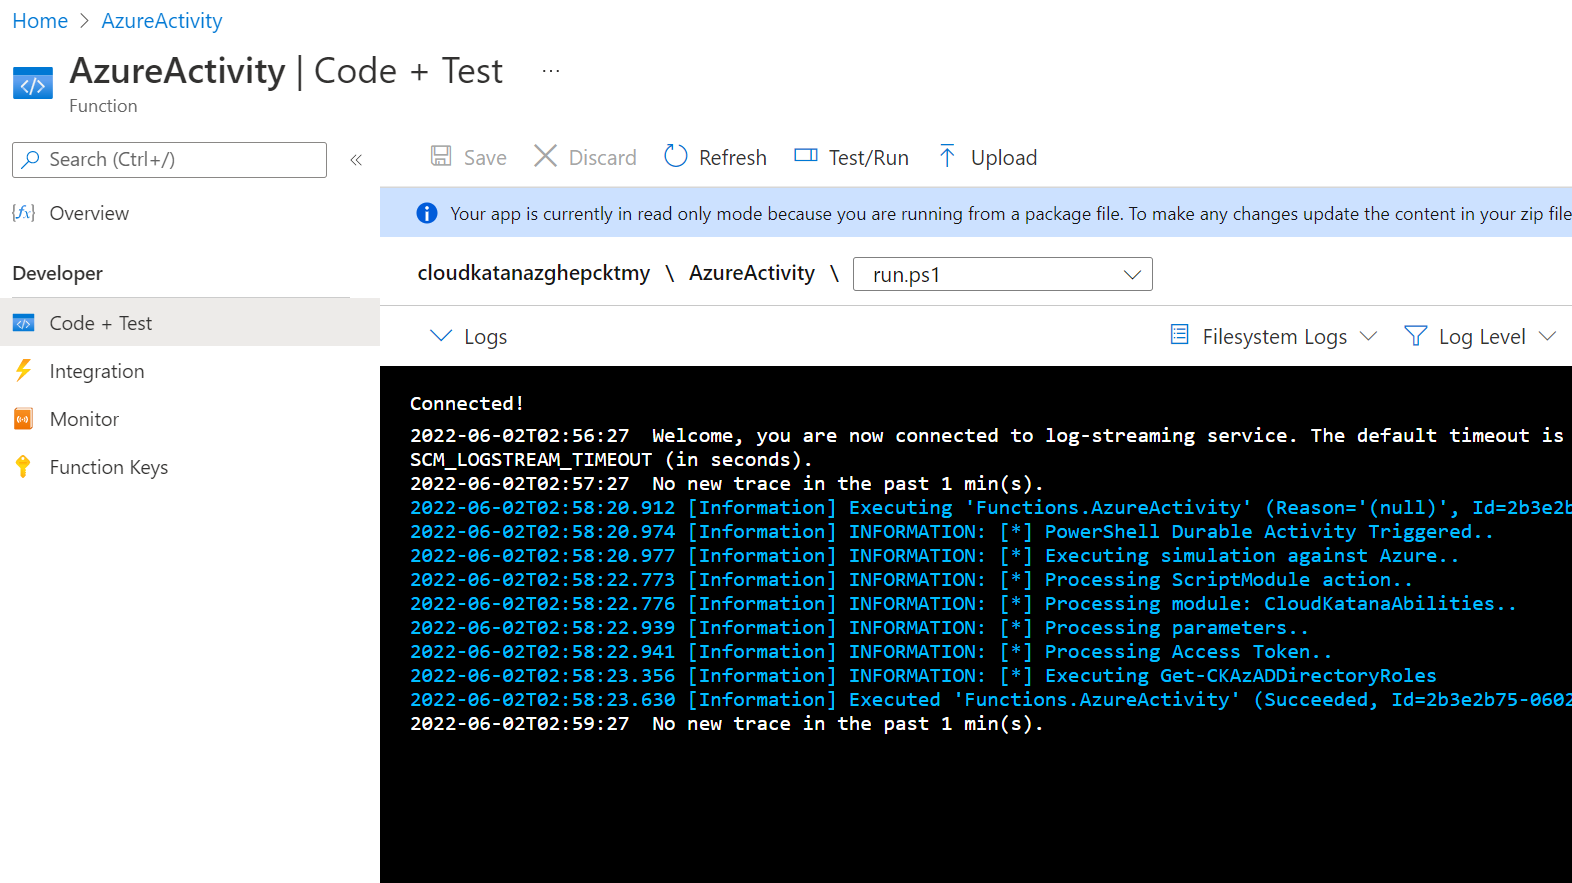 Home > AzureActivity
AzureActivity | Code + Test ...
Function
Search (Ctrl+/) «
Overview
Developer
Code + Test
Integration
Monitor
Function Keys
Save Discard Refresh Test/Run Upload
Your app is currently in read only mode because you are running from a package file. To make any changes update the content in your zip file
cloudkatanazghepcktmy \ AzureActivity \ run.ps1
Logs Filesystem Logs Log Level
Connected!
2022-06-02T02:56:27  Welcome, you are now connected to log-streaming service. The default timeout is
SCM_LOGSTREAM_TIMEOUT (in seconds).
2022-06-02T02:57:27  No new trace in the past 1 min(s).
2022-06-02T02:58:20.912 [Information] Executing 'Functions.AzureActivity' (Reason='(null)', Id=2b3e2b
2022-06-02T02:58:20.974 [Information] INFORMATION: [*] PowerShell Durable Activity Triggered..
2022-06-02T02:58:20.977 [Information] INFORMATION: [*] Executing simulation against Azure..
2022-06-02T02:58:22.773 [Information] INFORMATION: [*] Processing ScriptModule action..
2022-06-02T02:58:22.776 [Information] INFORMATION: [*] Processing module: CloudKatanaAbilities..
2022-06-02T02:58:22.939 [Information] INFORMATION: [*] Processing parameters..
2022-06-02T02:58:22.941 [Information] INFORMATION: [*] Processing Access Token..
2022-06-02T02:58:23.356 [Information] INFORMATION: [*] Executing Get-CKAzADDirectoryRoles
2022-06-02T02:58:23.630 [Information] Executed 'Functions.AzureActivity' (Succeeded, Id=2b3e2b75-0602
2022-06-02T02:59:27  No new trace in the past 1 min(s).